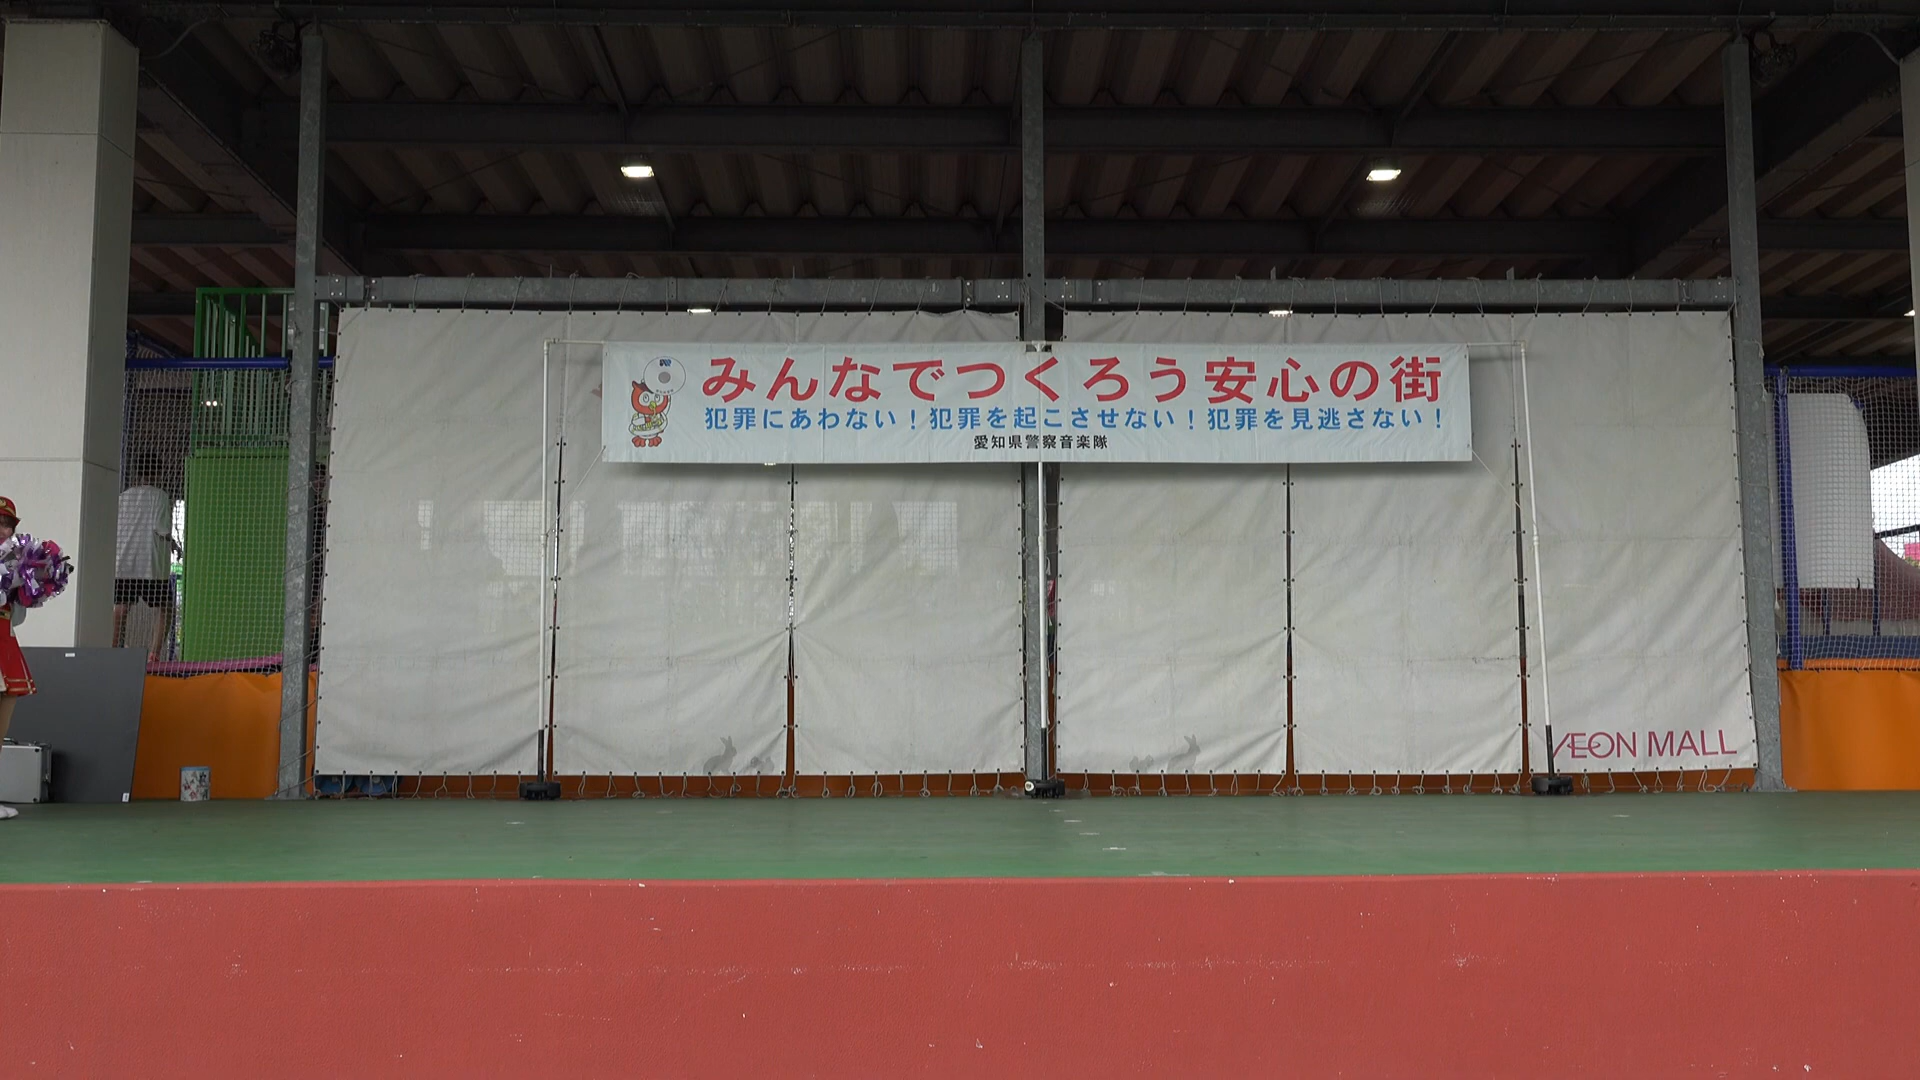 みんなでつくろう安心の街
犯罪にあわない！犯罪を起こさせない！犯罪を見逃さない！
愛知県警察音楽隊
ÆON MALL